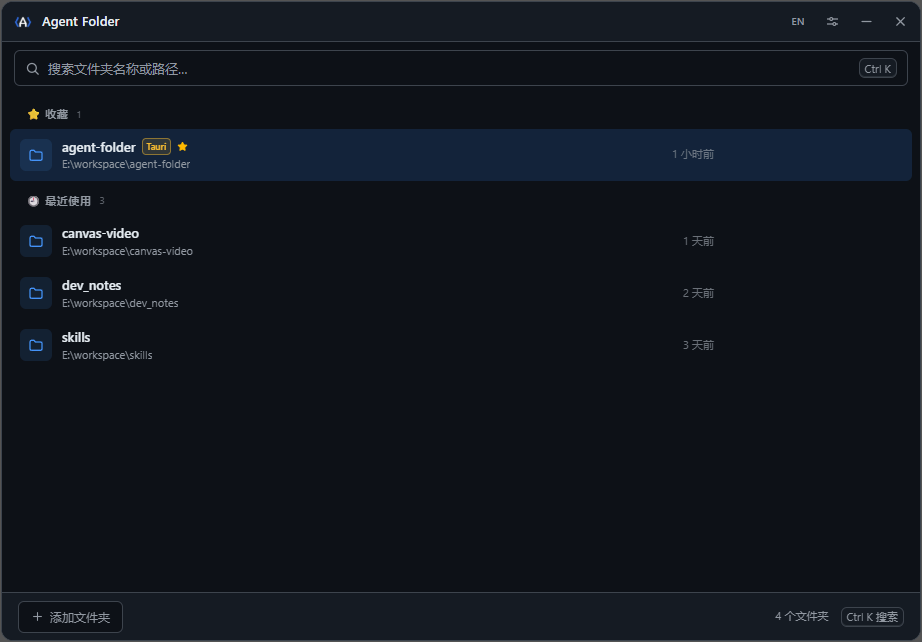 Agent Folder EN
搜索文件夹名称或路径... Ctrl K
收藏 1
agent-folder Tauri
E:\workspace\agent-folder
1 小时前
最近使用 3
canvas-video
E:\workspace\canvas-video
1 天前
dev_notes
E:\workspace\dev_notes
2 天前
skills
E:\workspace\skills
3 天前
+ 添加文件夹 4 个文件夹 Ctrl K 搜索